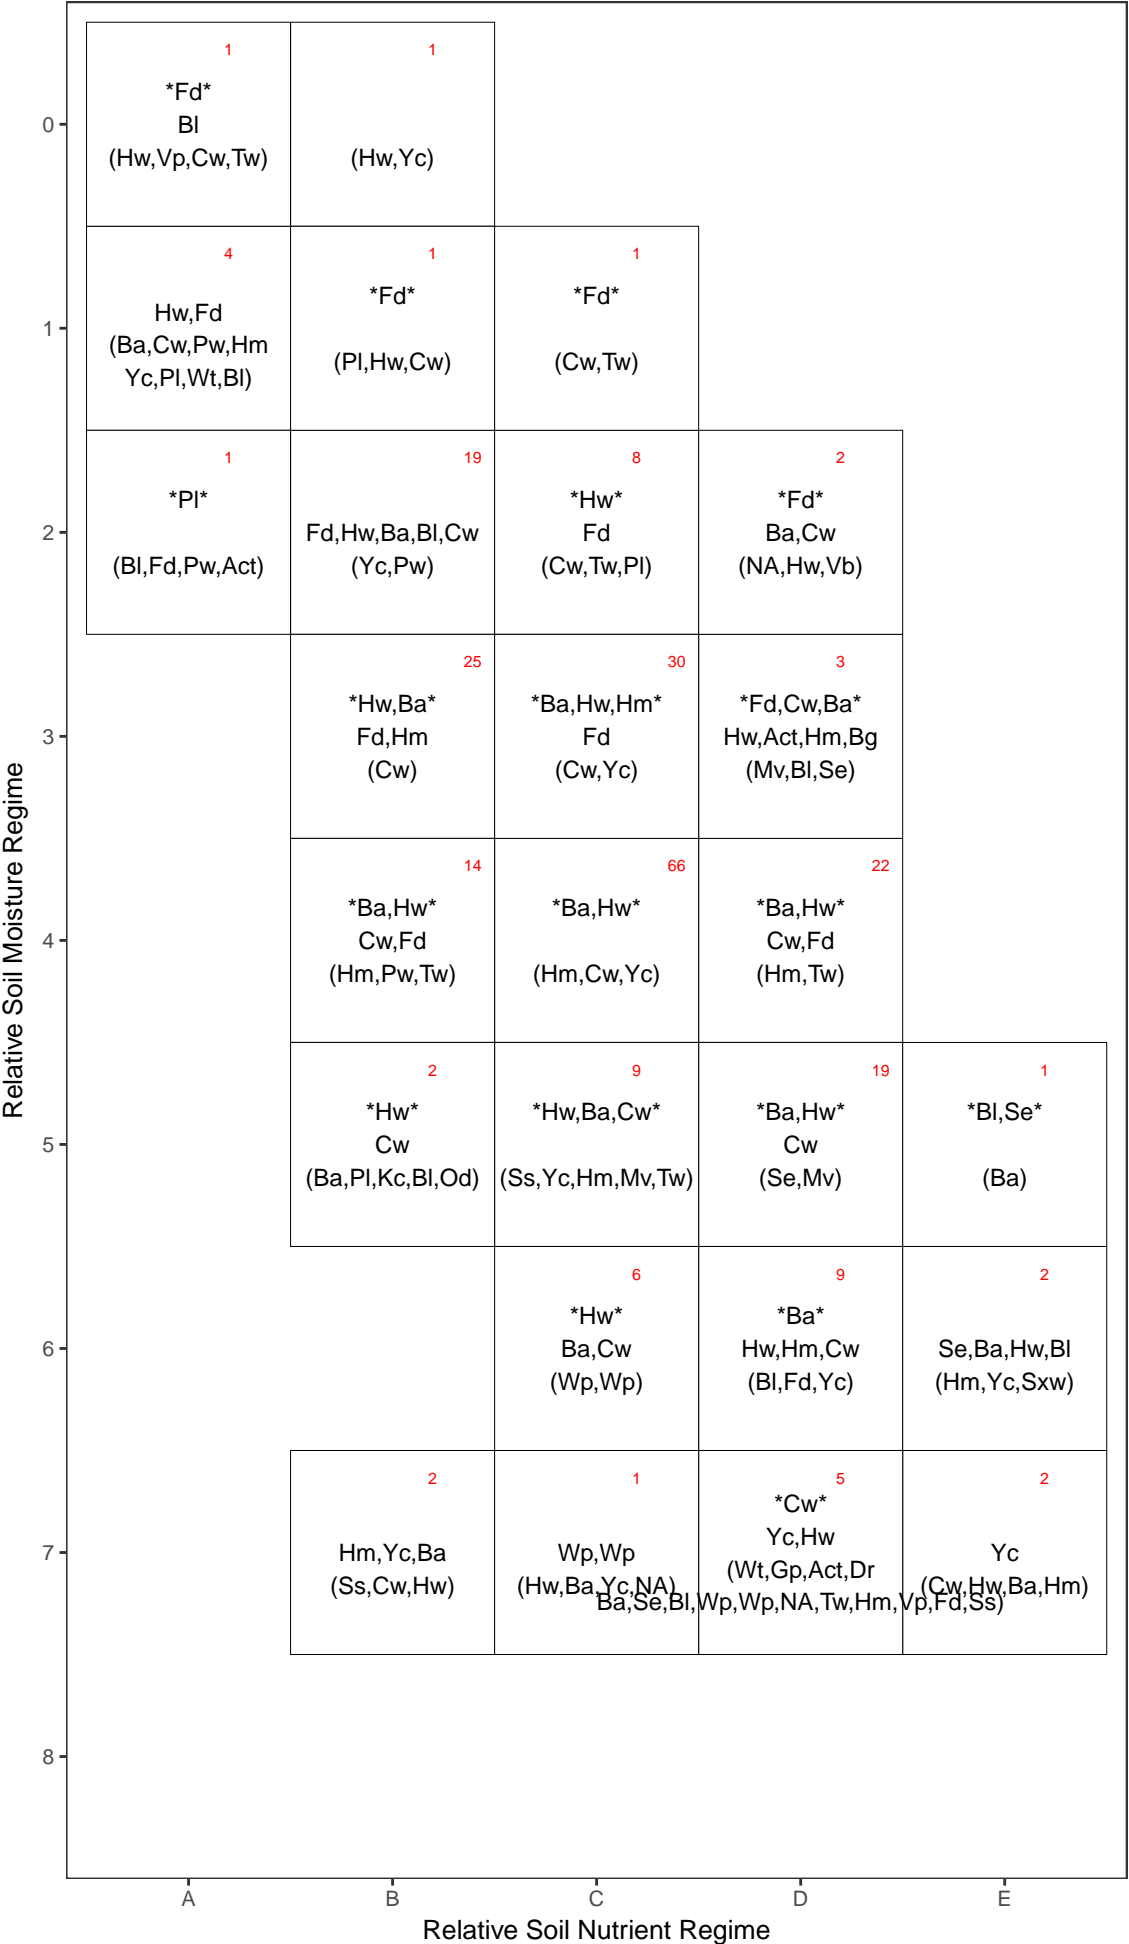 1
1
*Fd*
Bl
(Hw,Vp,Cw,Tw)
(Hw,Yc)
0
4
1
1
Hw,Fd
(Ba,Cw,Pw,Hm
Yc,Pl,Wt,Bl)
*Fd*
(Pl,Hw,Cw)
*Fd*
(Cw,Tw)
1
1
19
8
2
*Pl*
(Bl,Fd,Pw,Act)
Fd,Hw,Ba,Bl,Cw
(Yc,Pw)
*Hw*
Fd
(Cw,Tw,Pl)
*Fd*
Ba,Cw
(NA,Hw,Vb)
2
25
30
3
*Hw,Ba*
Fd,Hm
(Cw)
*Ba,Hw,Hm*
Fd
(Cw,Yc)
*Fd,Cw,Ba*
Hw,Act,Hm,Bg
(Mv,Bl,Se)
3
14
66
22
*Ba,Hw*
Cw,Fd
(Hm,Pw,Tw)
*Ba,Hw*
(Hm,Cw,Yc)
*Ba,Hw*
Cw,Fd
(Hm,Tw)
4
2
9
19
1
*Hw*
Cw
(Ba,Pl,Kc,Bl,Od)
*Hw,Ba,Cw*
(Ss,Yc,Hm,Mv,Tw)
*Ba,Hw*
Cw
(Se,Mv)
*Bl,Se*
(Ba)
5
6
9
2
*Hw*
Ba,Cw
(Wp,Wp)
*Ba*
Hw,Hm,Cw
(Bl,Fd,Yc)
Se,Ba,Hw,Bl
(Hm,Yc,Sxw)
6
2
1
5
2
Hm,Yc,Ba
(Ss,Cw,Hw)
Wp,Wp
(Hw,Ba,Yc,NA)
*Cw*
Yc,Hw
(Wt,Gp,Act,Dr
Ba,Se,Bl,Wp,Wp,NA,Tw,Hm,Vp,Fd,Ss)
Yc
(Cw,Hw,Ba,Hm)
7
8
Relative Soil Moisture Regime
A
B
C
D
E
Relative Soil Nutrient Regime